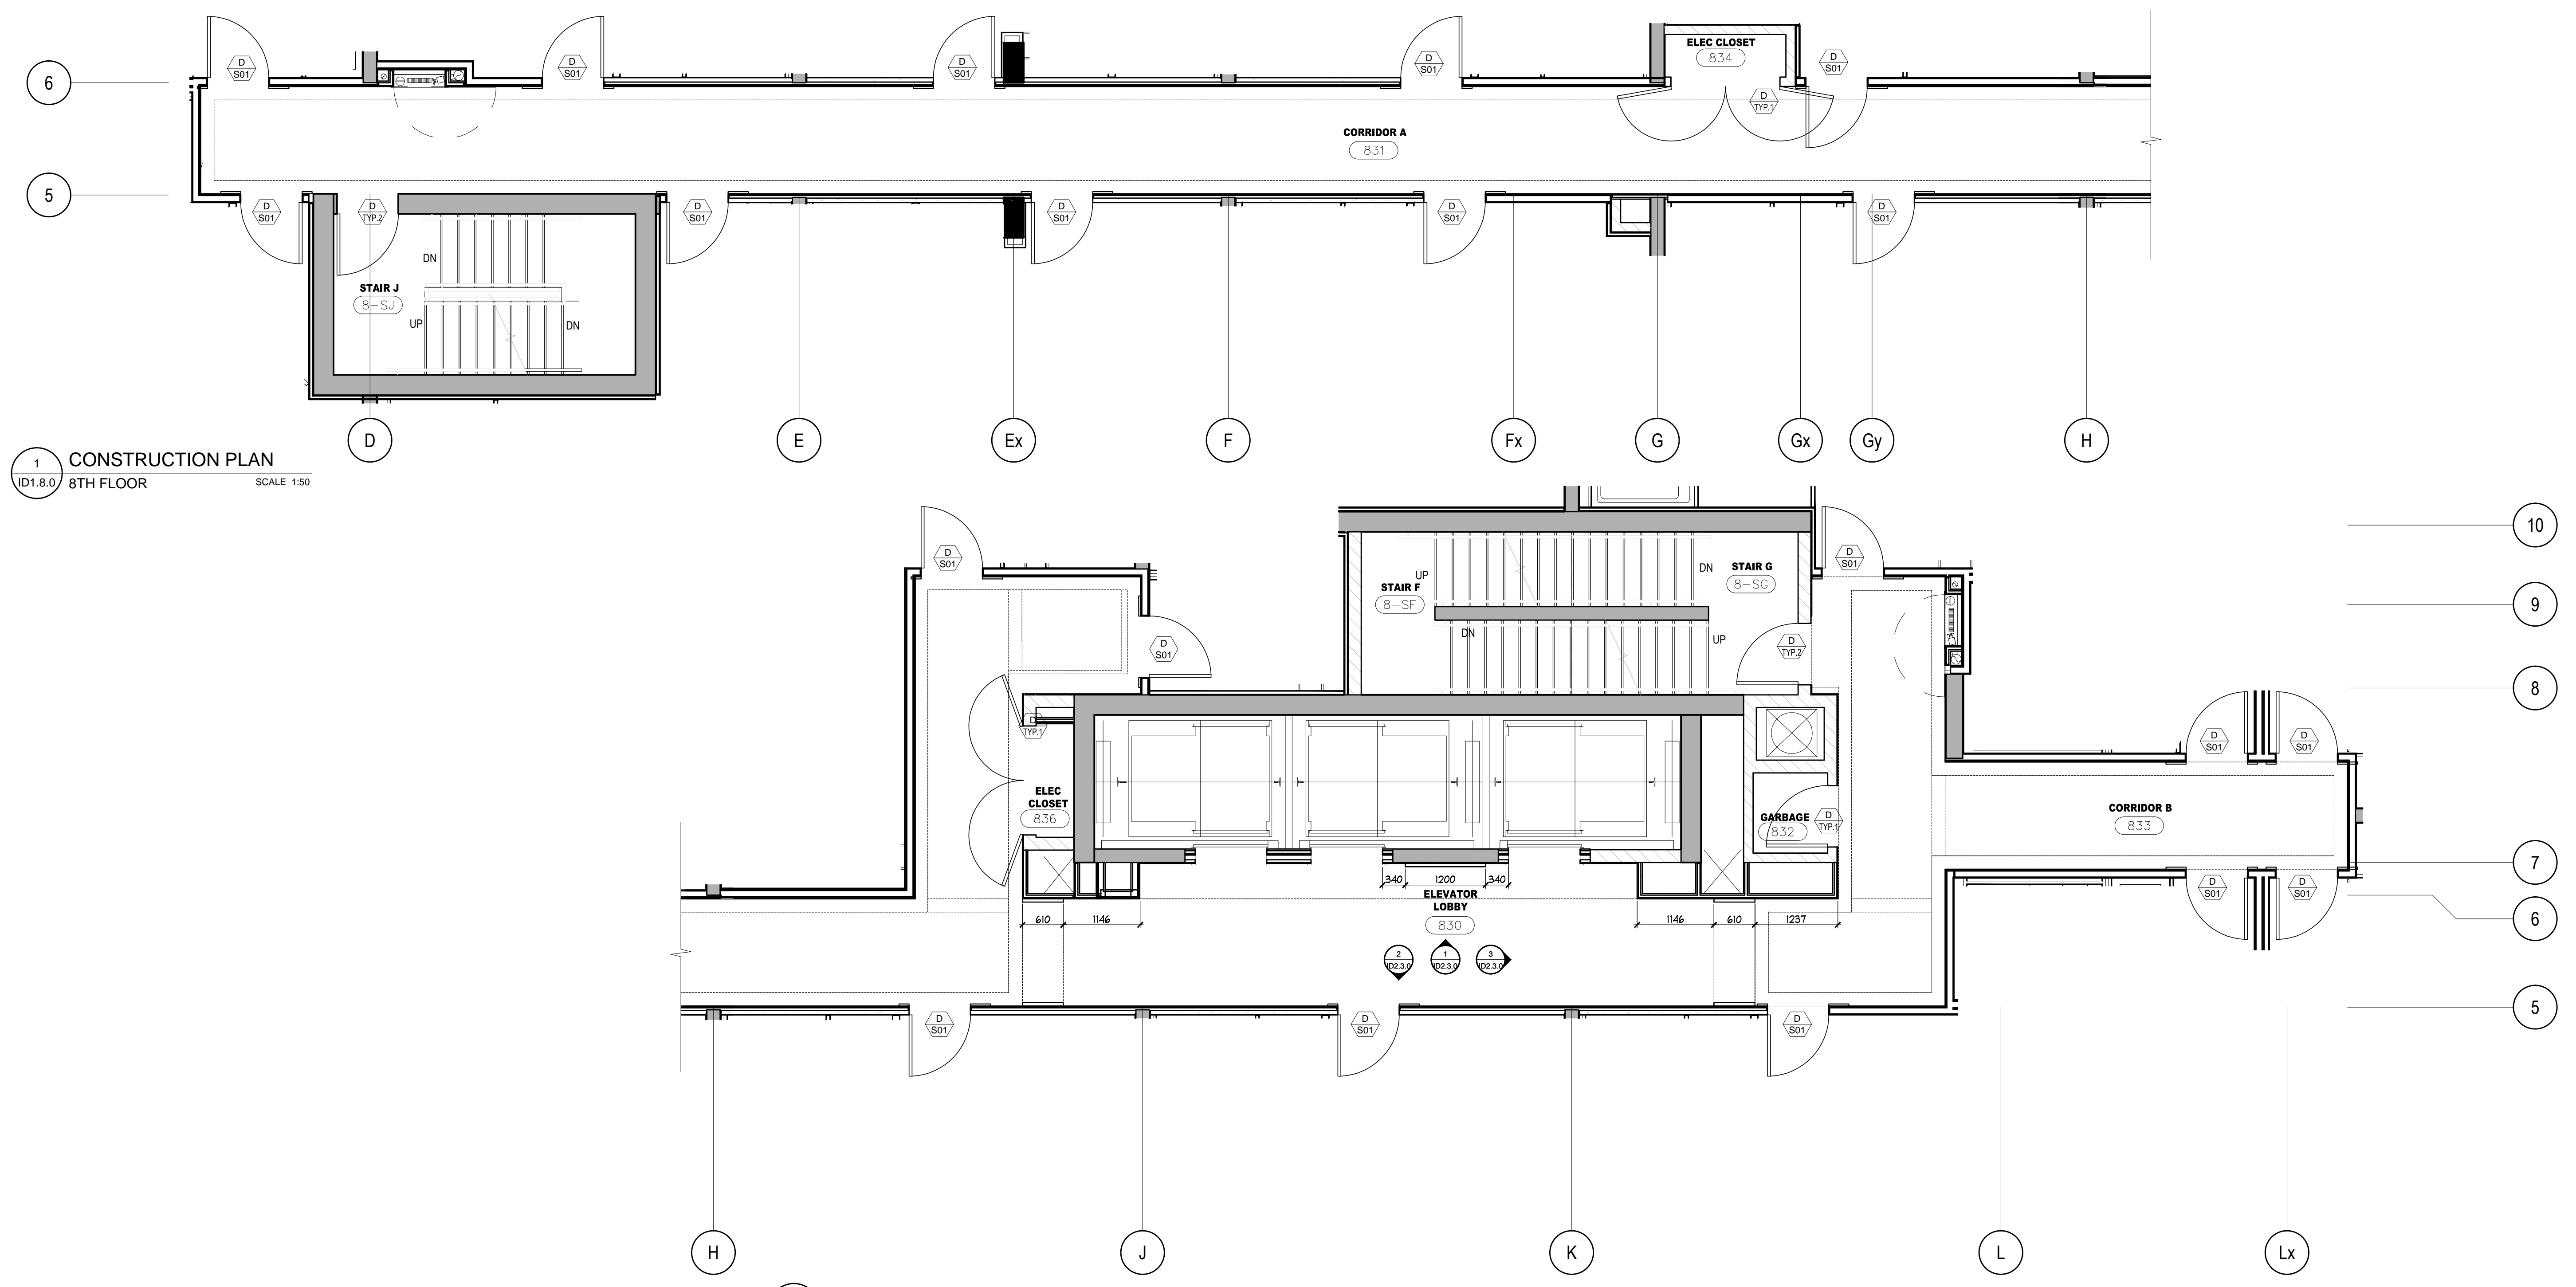 D
S01
D
S01
D
S01
D
S01
ELEC CLOSET
834
D
S01
6
D
TYP.1
CORRIDOR A
831
5
D
S01
D
TYP.2
D
S01
D
S01
D
S01
D
S01
DN
STAIR J
8-SJ
UP
DN
D
E
Ex
F
Fx
G
Gx
Gy
H
1
ID1.8.0
CONSTRUCTION PLAN
8TH FLOOR
SCALE 1:50
10
D
S01
D
S01
STAIR F
8-SF
UP
DN
STAIR G
8-SG
9
DN
UP
D
S01
D
TYP.2
8
D
TYP.1
D
S01
D
S01
ELEC
CLOSET
836
GARBAGE
832
D
TYP.1
CORRIDOR B
833
7
340
1200
340
D
S01
D
S01
ELEVATOR
LOBBY
830
610
1146
1146
610
1237
6
2
ID2.3.0
1
ID2.3.0
3
ID2.3.0
5
D
S01
D
S01
D
S01
H
J
K
L
Lx